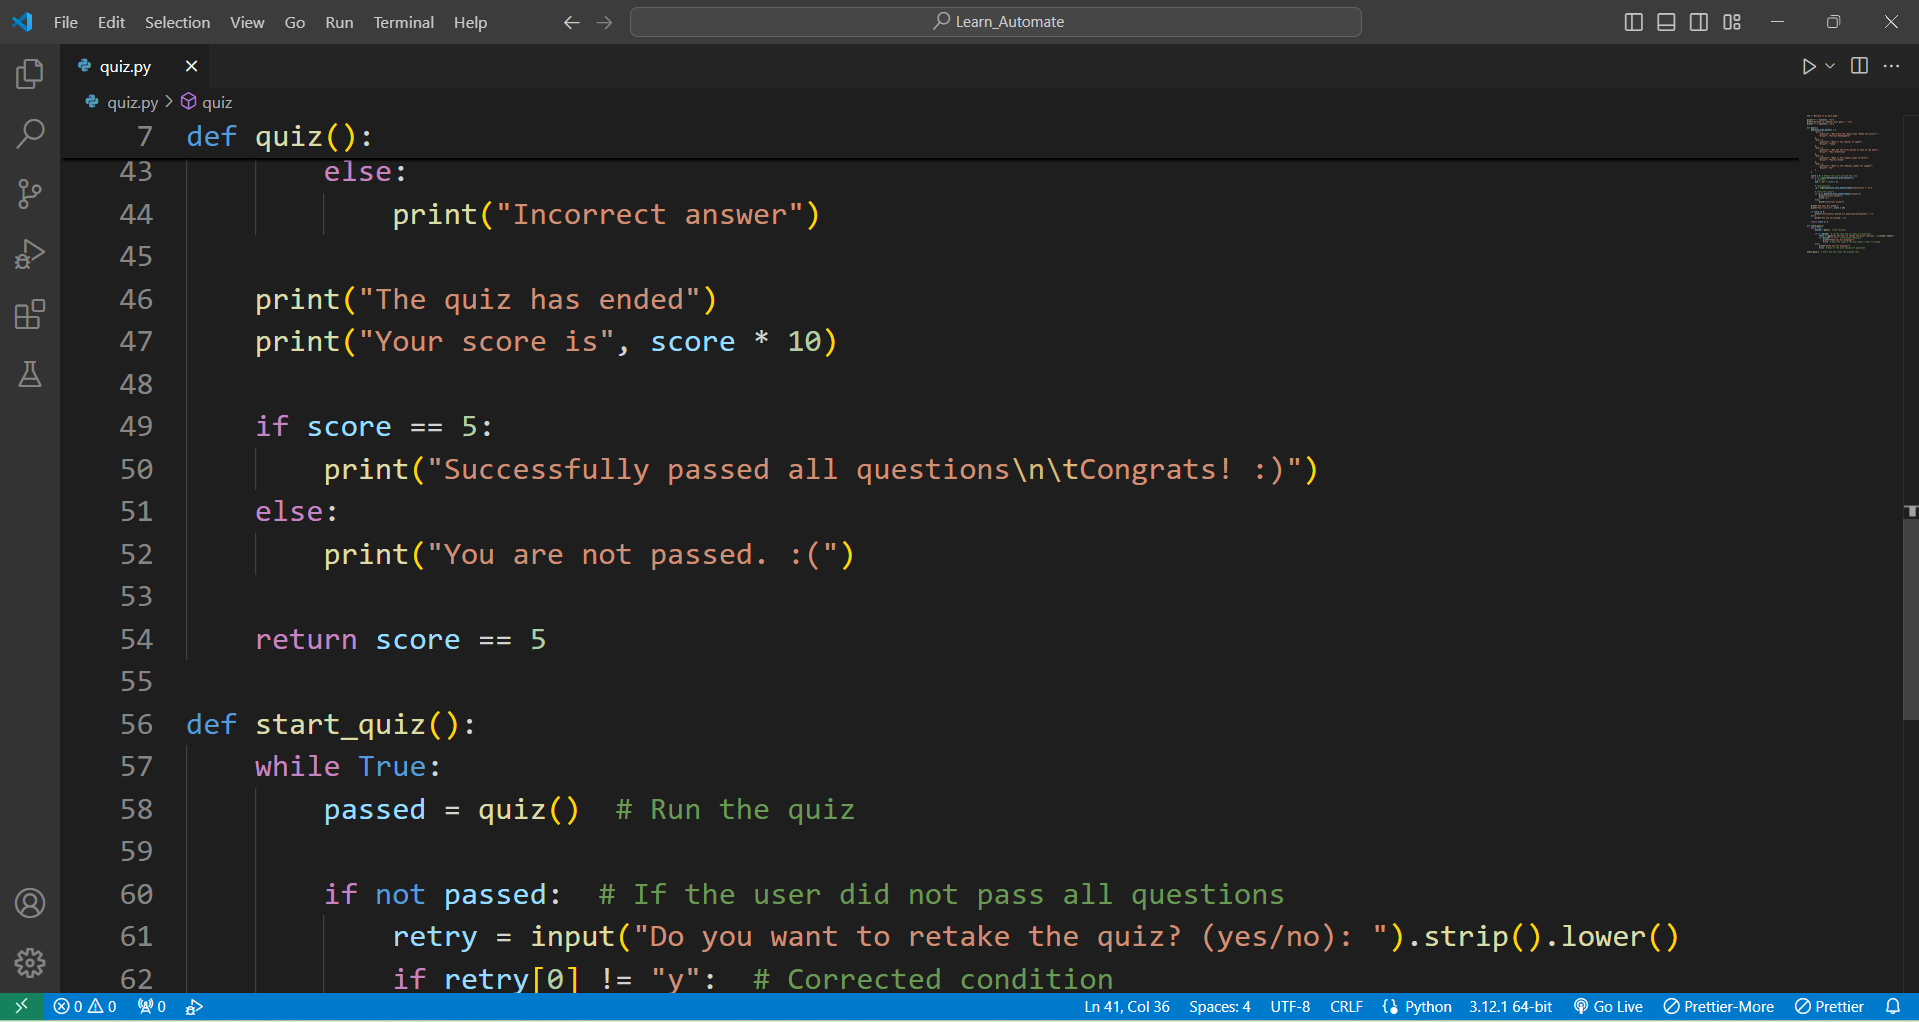 File Edit Selection View Go Run Terminal Help Learn_Automate
quiz.py
quiz.py > quiz
7 def quiz():
43 else:
44 print("Incorrect answer")
45
46 print("The quiz has ended")
47 print("Your score is", score * 10)
48
49 if score == 5:
50 print("Successfully passed all questions\n\tCongrats! :)")
51 else:
52 print("You are not passed. :(")
53
54 return score == 5
55
56 def start_quiz():
57 while True:
58 passed = quiz()  # Run the quiz
59
60 if not passed:  # If the user did not pass all questions
61 retry = input("Do you want to retake the quiz? (yes/no): ").strip().lower()
62 if retry[0] != "y":  # Corrected condition
0 0 0 Ln 41, Col 36 Spaces: 4 UTF-8 CRLF Python 3.12.1 64-bit Go Live Prettier-More Prettier